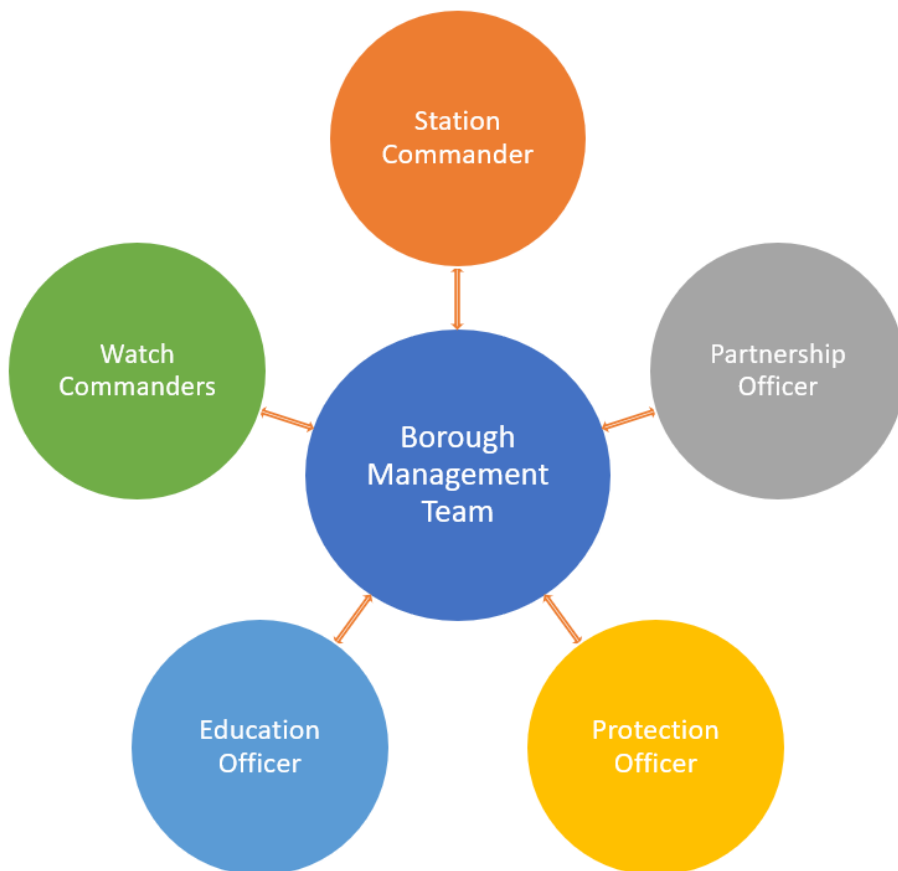 Station
Commander
Watch
Commanders
Partnership
Officer
Borough
Management
Team
Education
Officer
Protection
Officer